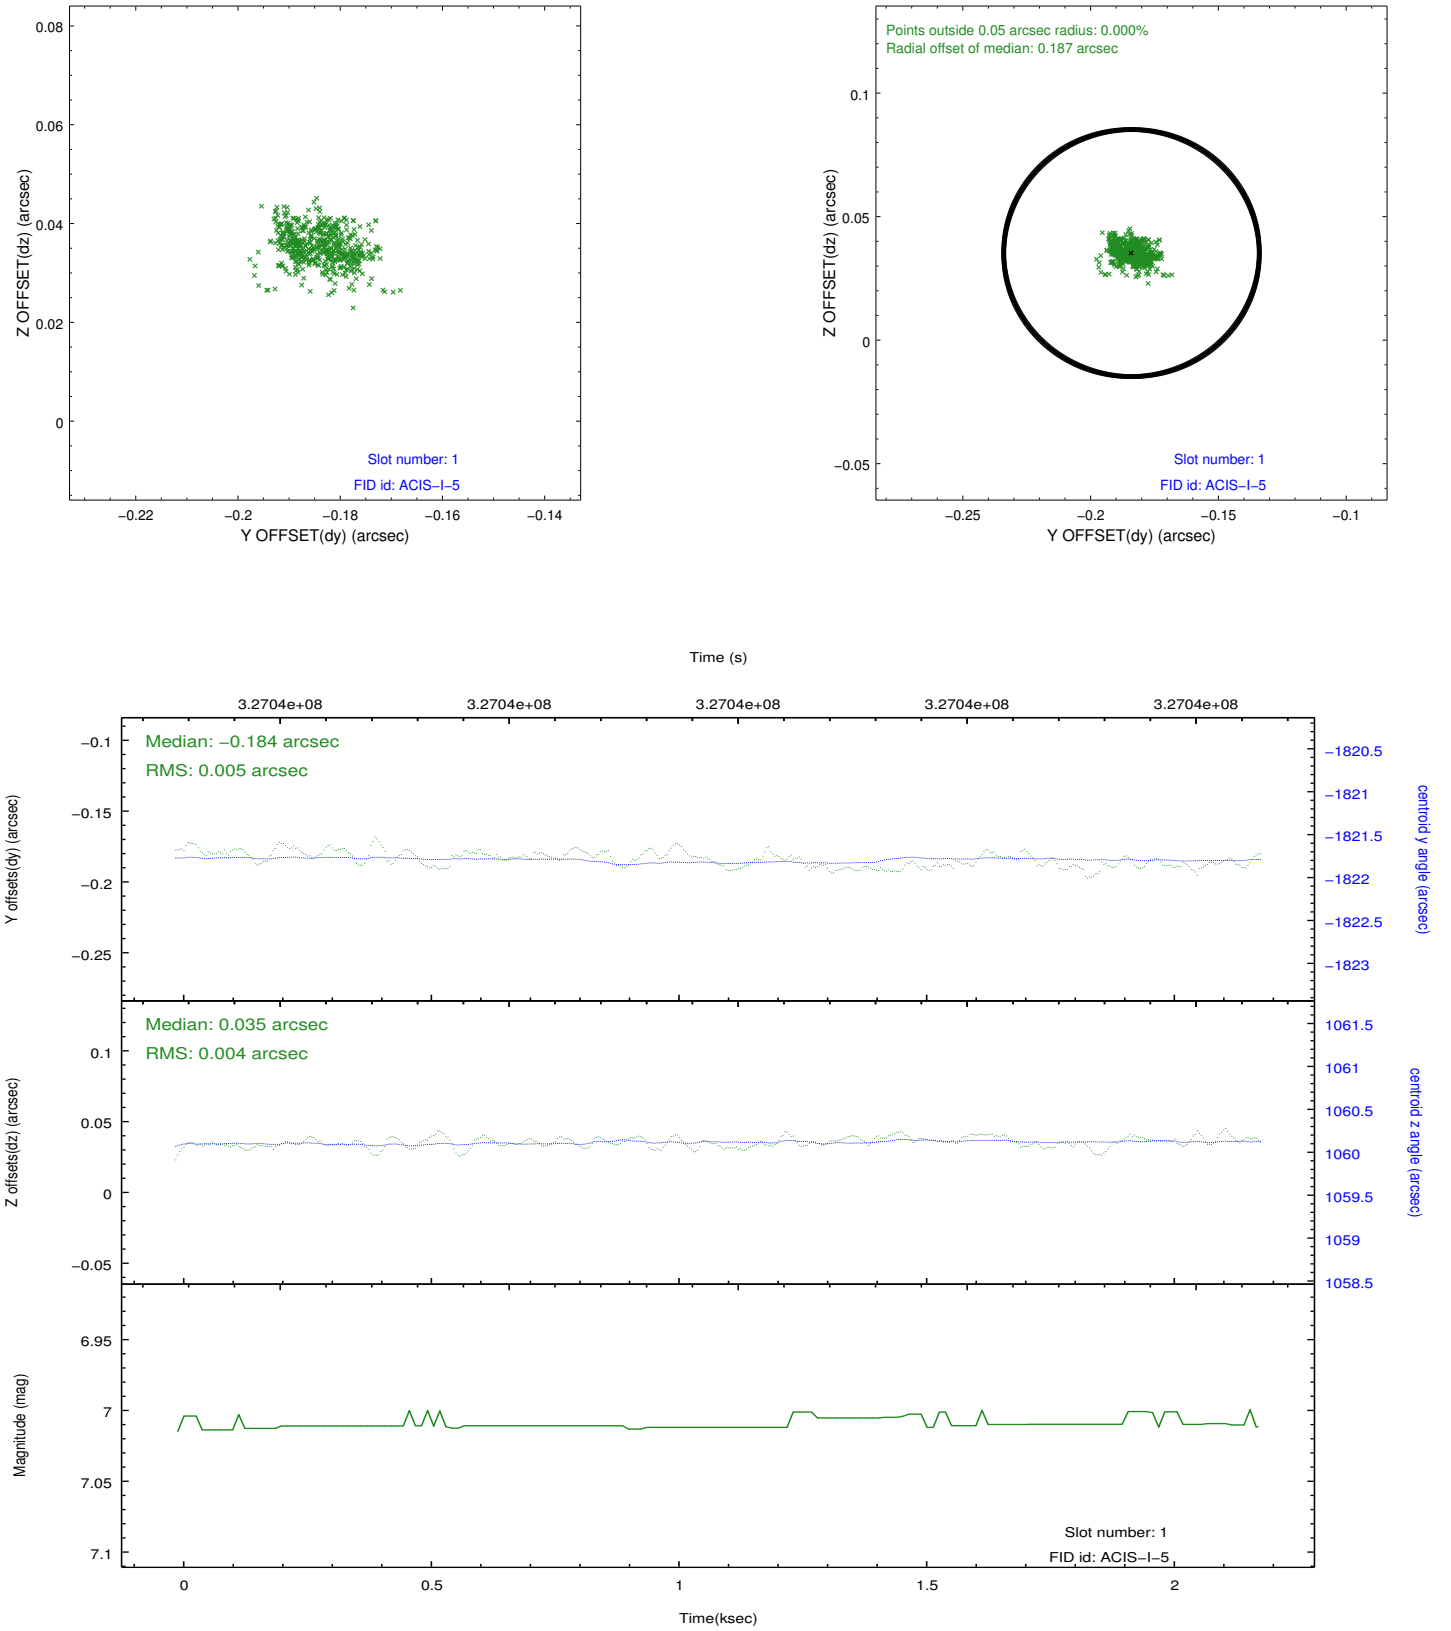 0.08
0.06
0.04
0.02
0
Z OFFSET(dz) (arcsec)
Slot number: 1
FID id: ACIS−I−5
−0.22
−0.2
−0.18
−0.16
−0.14
Y OFFSET(dy) (arcsec)
Points outside 0.05 arcsec radius: 0.000%
Radial offset of median: 0.187 arcsec
0.1
0.05
0
−0.05
Z OFFSET(dz) (arcsec)
Slot number: 1
FID id: ACIS−I−5
−0.25
−0.2
−0.15
−0.1
Y OFFSET(dy) (arcsec)
Time (s)
3.2704e+08
3.2704e+08
3.2704e+08
3.2704e+08
3.2704e+08
Median: −0.184 arcsec
RMS: 0.005 arcsec
−0.1
−0.15
−0.2
−0.25
Y offsets(dy) (arcsec)
−1820.5
−1821
−1821.5
−1822
−1822.5
−1823
centroid y angle (arcsec)
Median: 0.035 arcsec
RMS: 0.004 arcsec
0.1
0.05
0
−0.05
Z offsets(dz) (arcsec)
1061.5
1061
1060.5
1060
1059.5
1059
1058.5
centroid z angle (arcsec)
6.95
7
7.05
7.1
Magnitude (mag)
Slot number: 1
FID id: ACIS−I−5
0
0.5
1
1.5
2
Time(ksec)